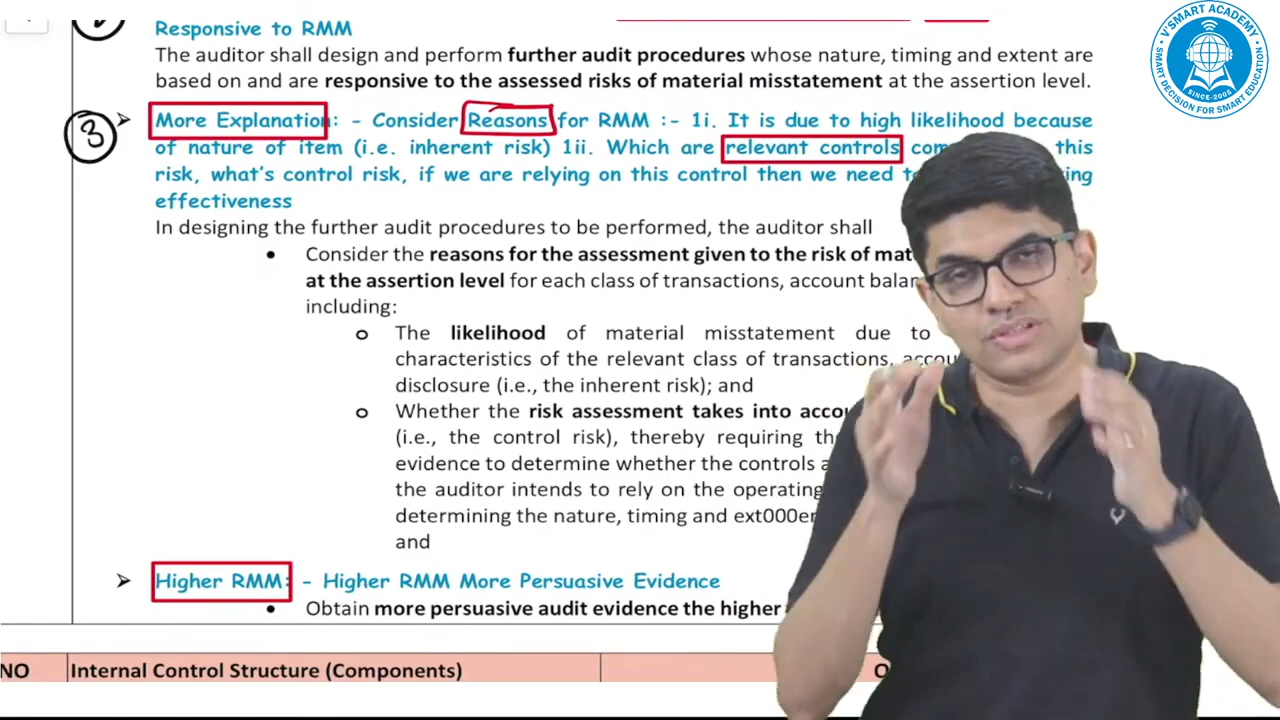 Responsive to RMM
The auditor shall design and perform further audit procedures whose nature, timing and extent are
based on and are responsive to the assessed risks of material misstatement at the assertion level.
3
More Explanation: - Consider Reasons for RMM :- 1i. It is due to high likelihood because
of nature of item (i.e. inherent risk) 1ii. Which are relevant controls this
risk, what's control risk, if we are relying on this control then we need
effectiveness
In designing the further audit procedures to be performed, the auditor shall
Consider the reasons for the assessment given to the risk of
at the assertion level for each class of transactions, account
including:
The likelihood of material misstatement due to
characteristics of the relevant class of transactions,
disclosure (i.e., the inherent risk); and
Whether the risk assessment takes into
(i.e., the control risk), thereby requiring
evidence to determine whether the controls
the auditor intends to rely on the operating
determining the nature, timing and
and
Higher RMM: - Higher RMM More Persuasive Evidence
Obtain more persuasive audit evidence the higher
NO Internal Control Structure (Components)
V'SMART ACADEMY
SINCE-2005
SMART DECISION FOR SMART EDUCATION